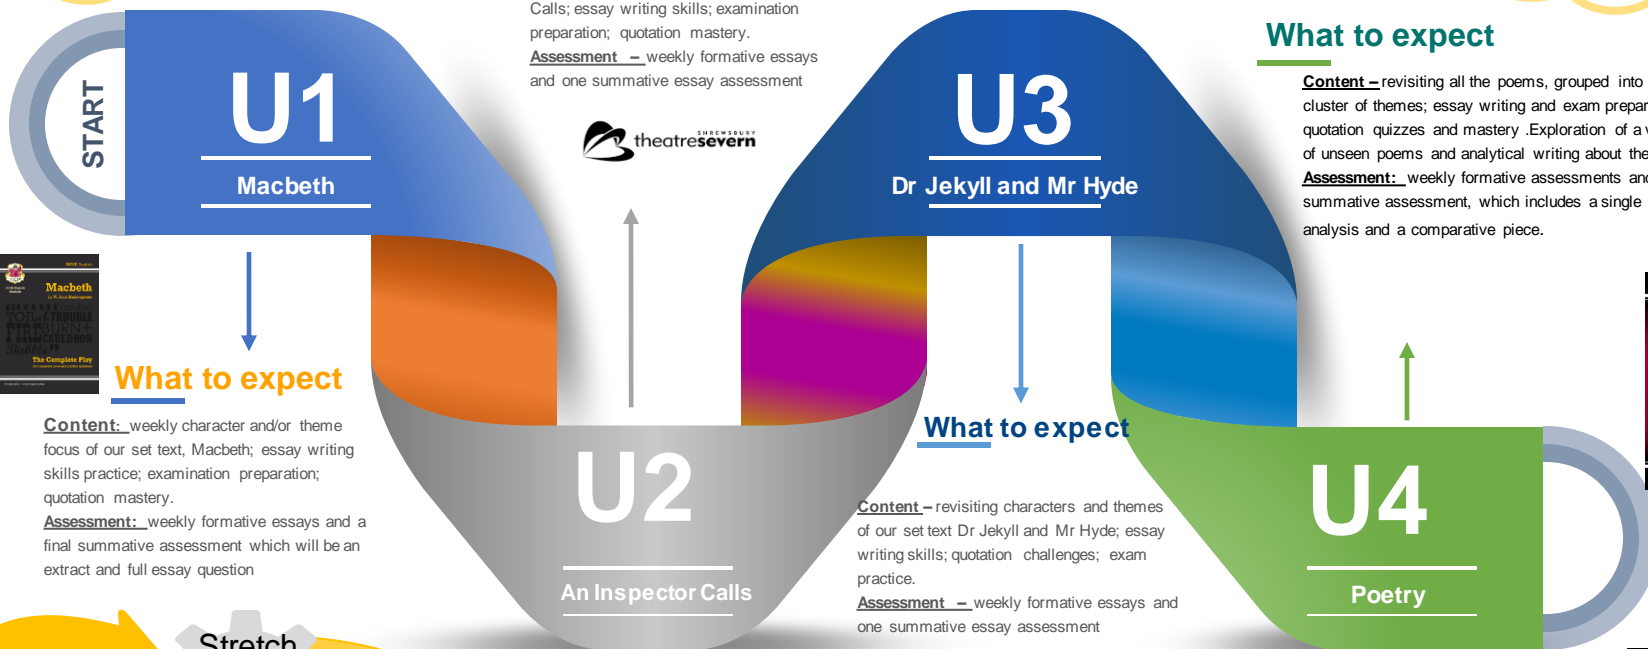 START
U1
Macbeth
Macbeth
The Complete Play
What to expect
Content: weekly character and/or theme
focus of our set text, Macbeth; essay writing
skills practice; examination preparation;
quotation mastery.
Assessment: weekly formative essays and a
final summative assessment which will be an
extract and full essay question
Stretch
Calls; essay writing skills; examination
preparation; quotation mastery.
Assessment – weekly formative essays
and one summative essay assessment
SHREWSBURY
theatresevern
U2
An Inspector Calls
U3
Dr Jekyll and Mr Hyde
What to expect
Content – revisiting characters and themes
of our set text Dr Jekyll and Mr Hyde; essay
writing skills; quotation challenges; exam
practice.
Assessment – weekly formative essays and
one summative essay assessment
What to expect
Content – revisiting all the poems, grouped into
cluster of themes; essay writing and exam prepar
quotation quizzes and mastery .Exploration of a v
of unseen poems and analytical writing about the
Assessment: weekly formative assessments and
summative assessment, which includes a single
analysis and a comparative piece.
U4
Poetry